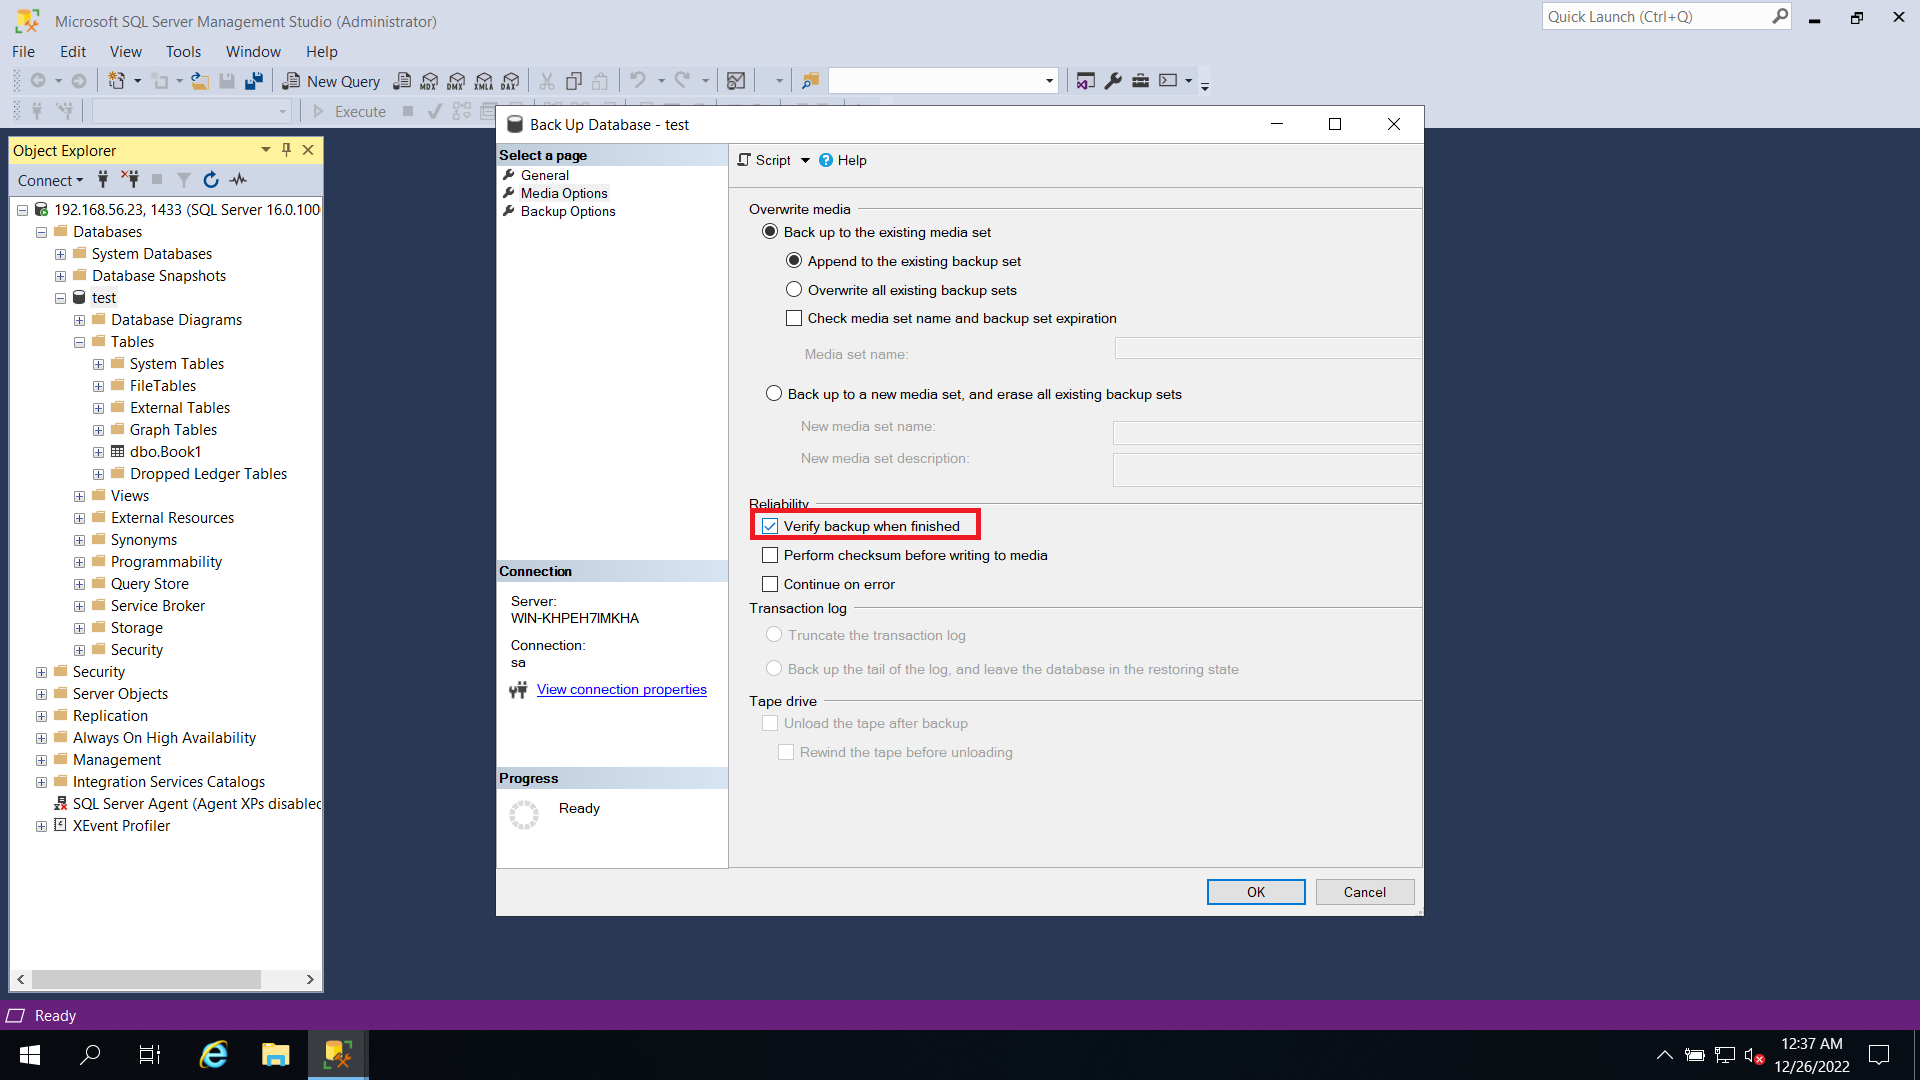 Microsoft SQL Server Management Studio (Administrator)
Quick Launch (Ctrl+Q)
File Edit View Tools Window Help
New Query MDX DMX XMLA DAX
Execute
Object Explorer
Connect
192.168.56.23, 1433 (SQL Server 16.0.100
Databases
System Databases
Database Snapshots
test
Database Diagrams
Tables
System Tables
FileTables
External Tables
Graph Tables
dbo.Book1
Dropped Ledger Tables
Views
External Resources
Synonyms
Programmability
Query Store
Service Broker
Storage
Security
Security
Server Objects
Replication
Always On High Availability
Management
Integration Services Catalogs
SQL Server Agent (Agent XPs disabled
XEvent Profiler
Back Up Database - test
Select a page
General
Media Options
Backup Options
Connection
Server:
WIN-KHPEH7IMKHA
Connection:
sa
View connection properties
Progress
Ready
Script Help
Overwrite media
Back up to the existing media set
Append to the existing backup set
Overwrite all existing backup sets
Check media set name and backup set expiration
Media set name:
Back up to a new media set, and erase all existing backup sets
New media set name:
New media set description:
Reliability
Verify backup when finished
Perform checksum before writing to media
Continue on error
Transaction log
Truncate the transaction log
Back up the tail of the log, and leave the database in the restoring state
Tape drive
Unload the tape after backup
Rewind the tape before unloading
OK Cancel
Ready
12:37 AM
12/26/2022